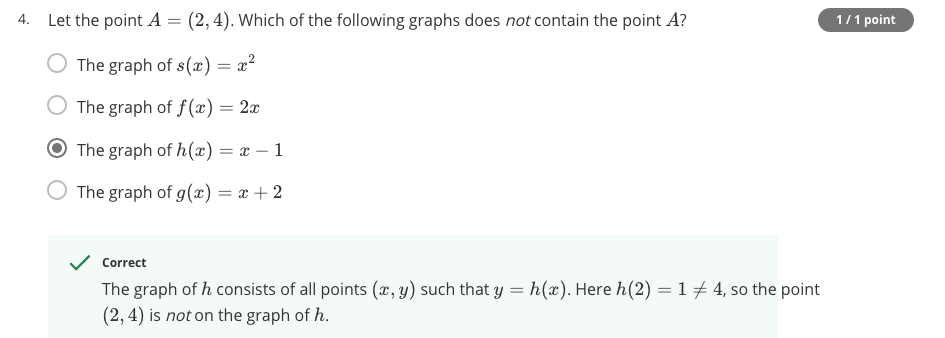 4. Let the point A = (2, 4). Which of the following graphs does not contain the point A?
1 / 1 point
The graph of s(x) = x²
The graph of f(x) = 2x
The graph of h(x) = x − 1
The graph of g(x) = x + 2
Correct
The graph of h consists of all points (x, y) such that y = h(x). Here h(2) = 1 ≠ 4, so the point
(2, 4) is not on the graph of h.